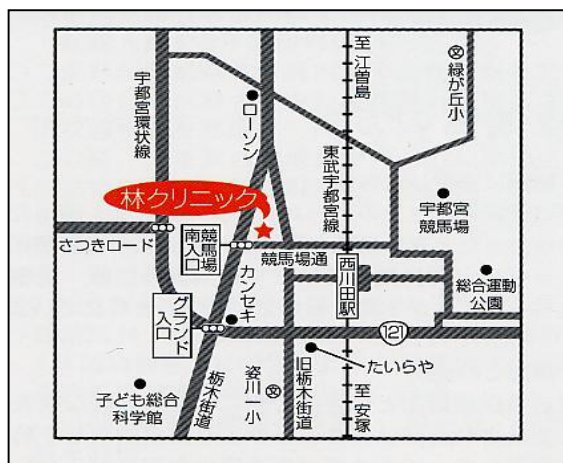 至江曽島
緑が丘小
宇都宮環状線
ローソン
東武宇都宮線
林クリニック
宇都宮
競馬場
さつきロード
競馬場
南入口
競馬場通
西川田駅
総合運動
公園
カンセキ
グランド
入口
121
たいらや
子ども総合
科学館
栃木街道
姿川一小
旧栃木街道
至安塚